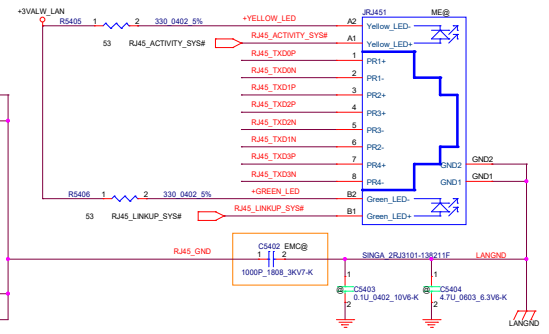 +3VALW_LAN
JRJ451 ME@
R5405 1 2 330_0402_5% +YELLOW_LED A2 Yellow_LED-
53 RJ45_ACTIVITY_SYS# A1 Yellow_LED+
RJ45_TXD0P 1 PR1+
RJ45_TXD0N 2 PR1-
RJ45_TXD1P 3 PR2+
RJ45_TXD2P 4 PR3+
RJ45_TXD2N 5 PR3-
RJ45_TXD1N 6 PR2-
RJ45_TXD3P 7 PR4+ GND2 GND2
RJ45_TXD3N 8 PR4- GND1 GND1
R5406 1 2 330_0402_5% +GREEN_LED B2 Green_LED-
53 RJ45_LINKUP_SYS# B1 Green_LED+
RJ45_GND C5402 EMC@ SINGA_2RJ3101-138211F LANGND
1 2
1000P_1808_3KV7-K
1 1
@ C5403 @ C5404
0.1U_0402_10V6-K 4.7U_0603_6.3V6-K
2 2
LANGND